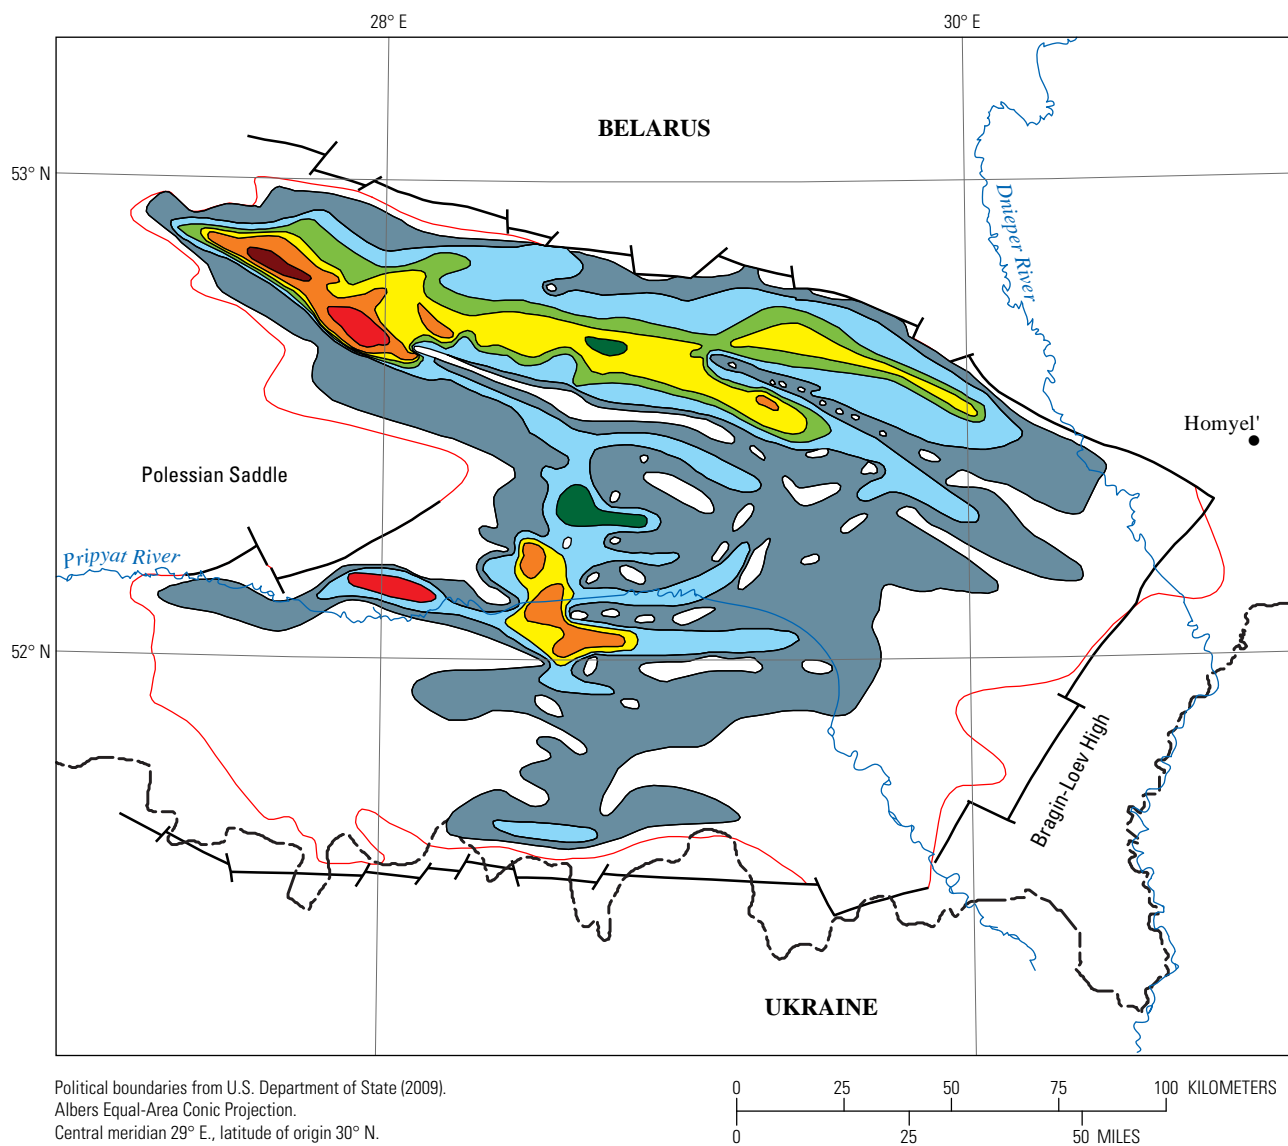 28° E
30° E
BELARUS
53° N
Dnieper River
Homyel'
Polessian Saddle
Pripyat River
52° N
Bragin-Loev High
UKRAINE
Political boundaries from U.S. Department of State (2009).
Albers Equal-Area Conic Projection.
Central meridian 29° E., latitude of origin 30° N.
0 25 50 75 100 KILOMETERS
0 25 50 MILES